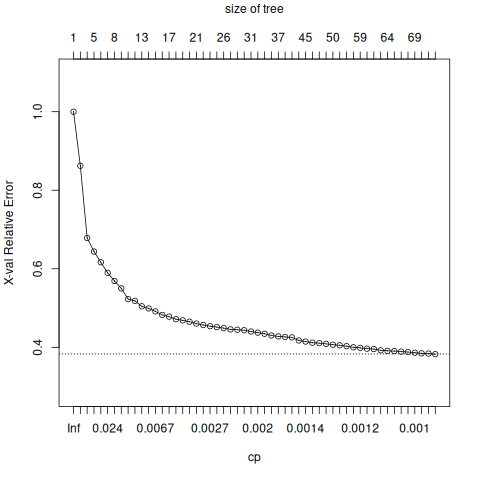 size of tree
1 5 8 13 17 21 26 31 37 45 50 59 64 69
X-val Relative Error
1.0
0.8
0.6
0.4
Inf 0.024 0.0067 0.0027 0.002 0.0014 0.0012 0.001
cp